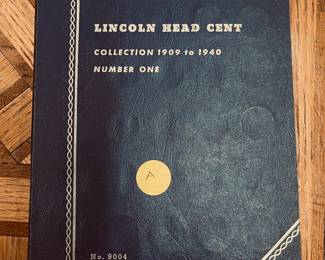 LINCOLN HEAD CENT
COLLECTION 1909 to 1940
NUMBER ONE
A
No. 9004